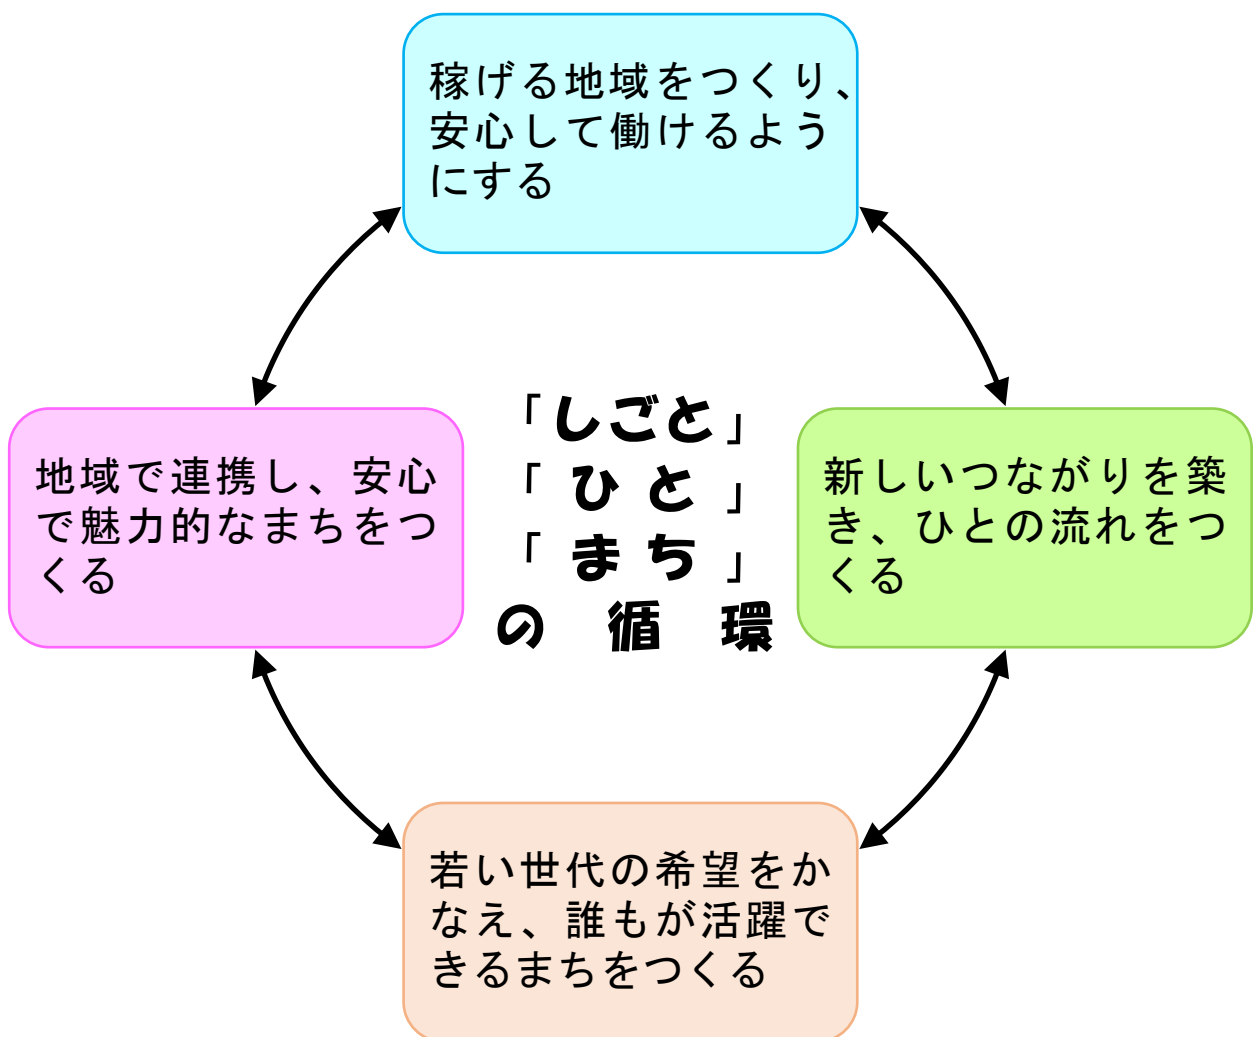 稼げる地域をつくり、
安心して働けるよう
にする
地域で連携し、安心
で魅力的なまちをつ
くる
「しごと」
「ひと」
「まち」
の循環
新しいつながりを築
き、ひとの流れをつ
くる
若い世代の希望をか
なえ、誰もが活躍で
きるまちをつくる